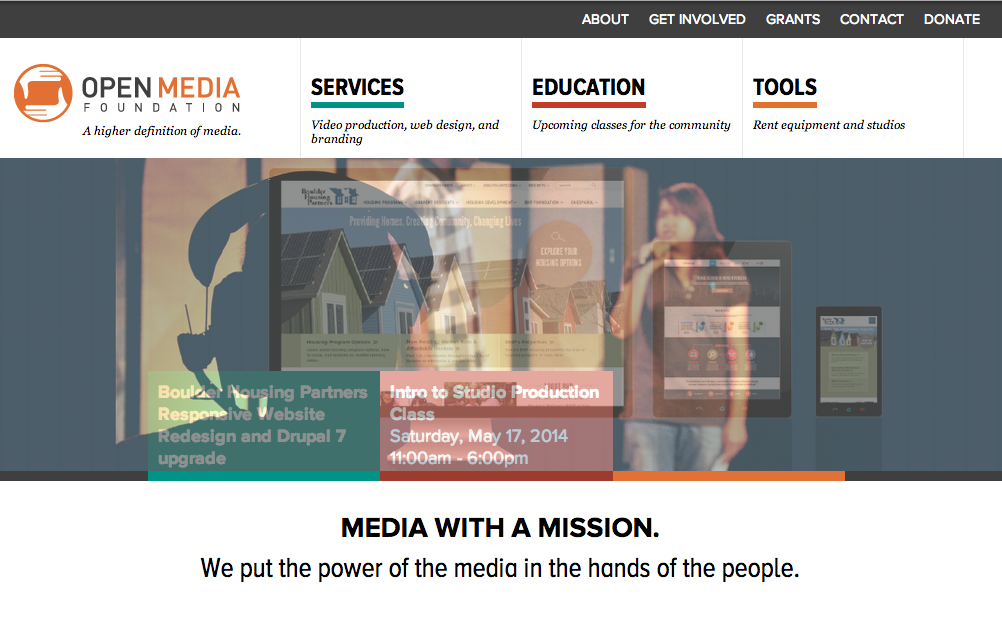 ABOUT GET INVOLVED GRANTS CONTACT DONATE
OPEN MEDIA
FOUNDATION
A higher definition of media.
SERVICES
Video production, web design, and
branding
EDUCATION
Upcoming classes for the community
TOOLS
Rent equipment and studios
Boulder
Housing
Partners
Providing Homes, Creating Community, Changing Lives
EXPLORE YOUR
HOUSING OPTIONS
Boulder Housing Partners
Responsive Website
Redesign and Drupal 7
upgrade
Intro to Studio Production
Class
Saturday, May 17, 2014
11:00am - 6:00pm
MEDIA WITH A MISSION.
We put the power of the media in the hands of the people.